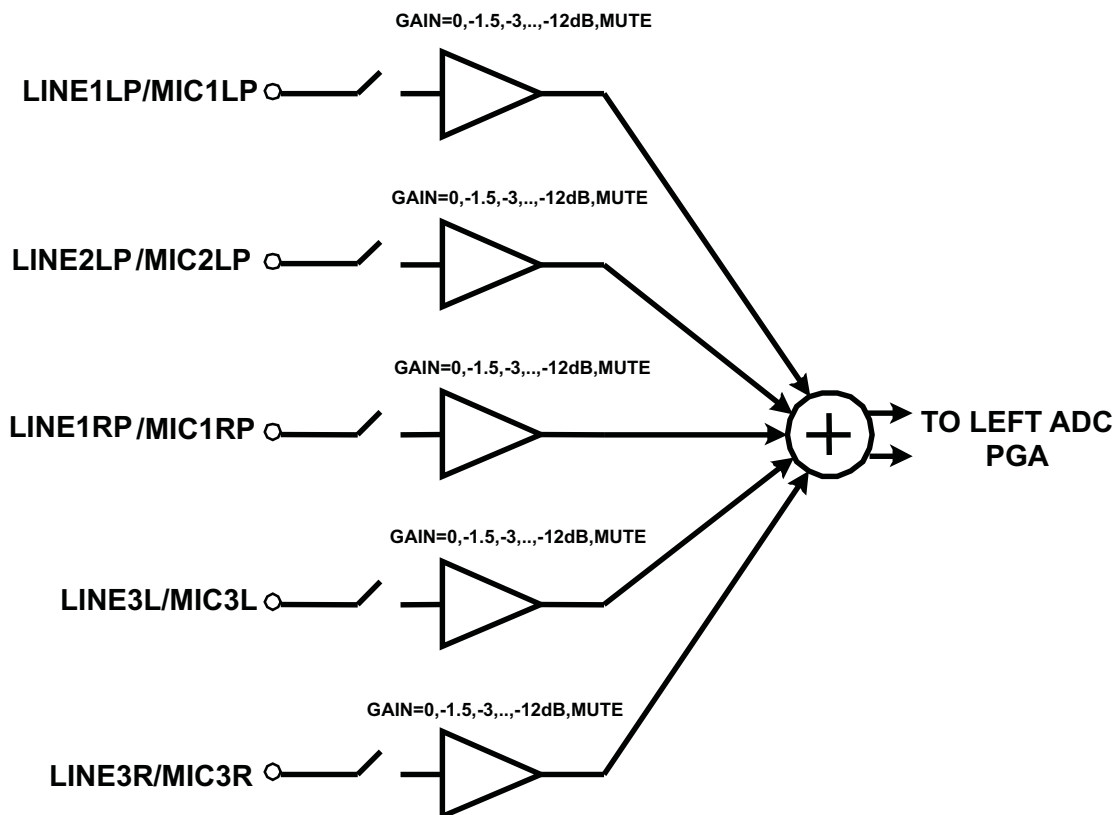 GAIN=0,-1.5,-3,..,-12dB,MUTE
LINE1LP/MIC1LP
GAIN=0,-1.5,-3,..,-12dB,MUTE
LINE2LP/MIC2LP
GAIN=0,-1.5,-3,..,-12dB,MUTE
LINE1RP/MIC1RP
TO LEFT ADC
PGA
GAIN=0,-1.5,-3,..,-12dB,MUTE
LINE3L/MIC3L
GAIN=0,-1.5,-3,..,-12dB,MUTE
LINE3R/MIC3R